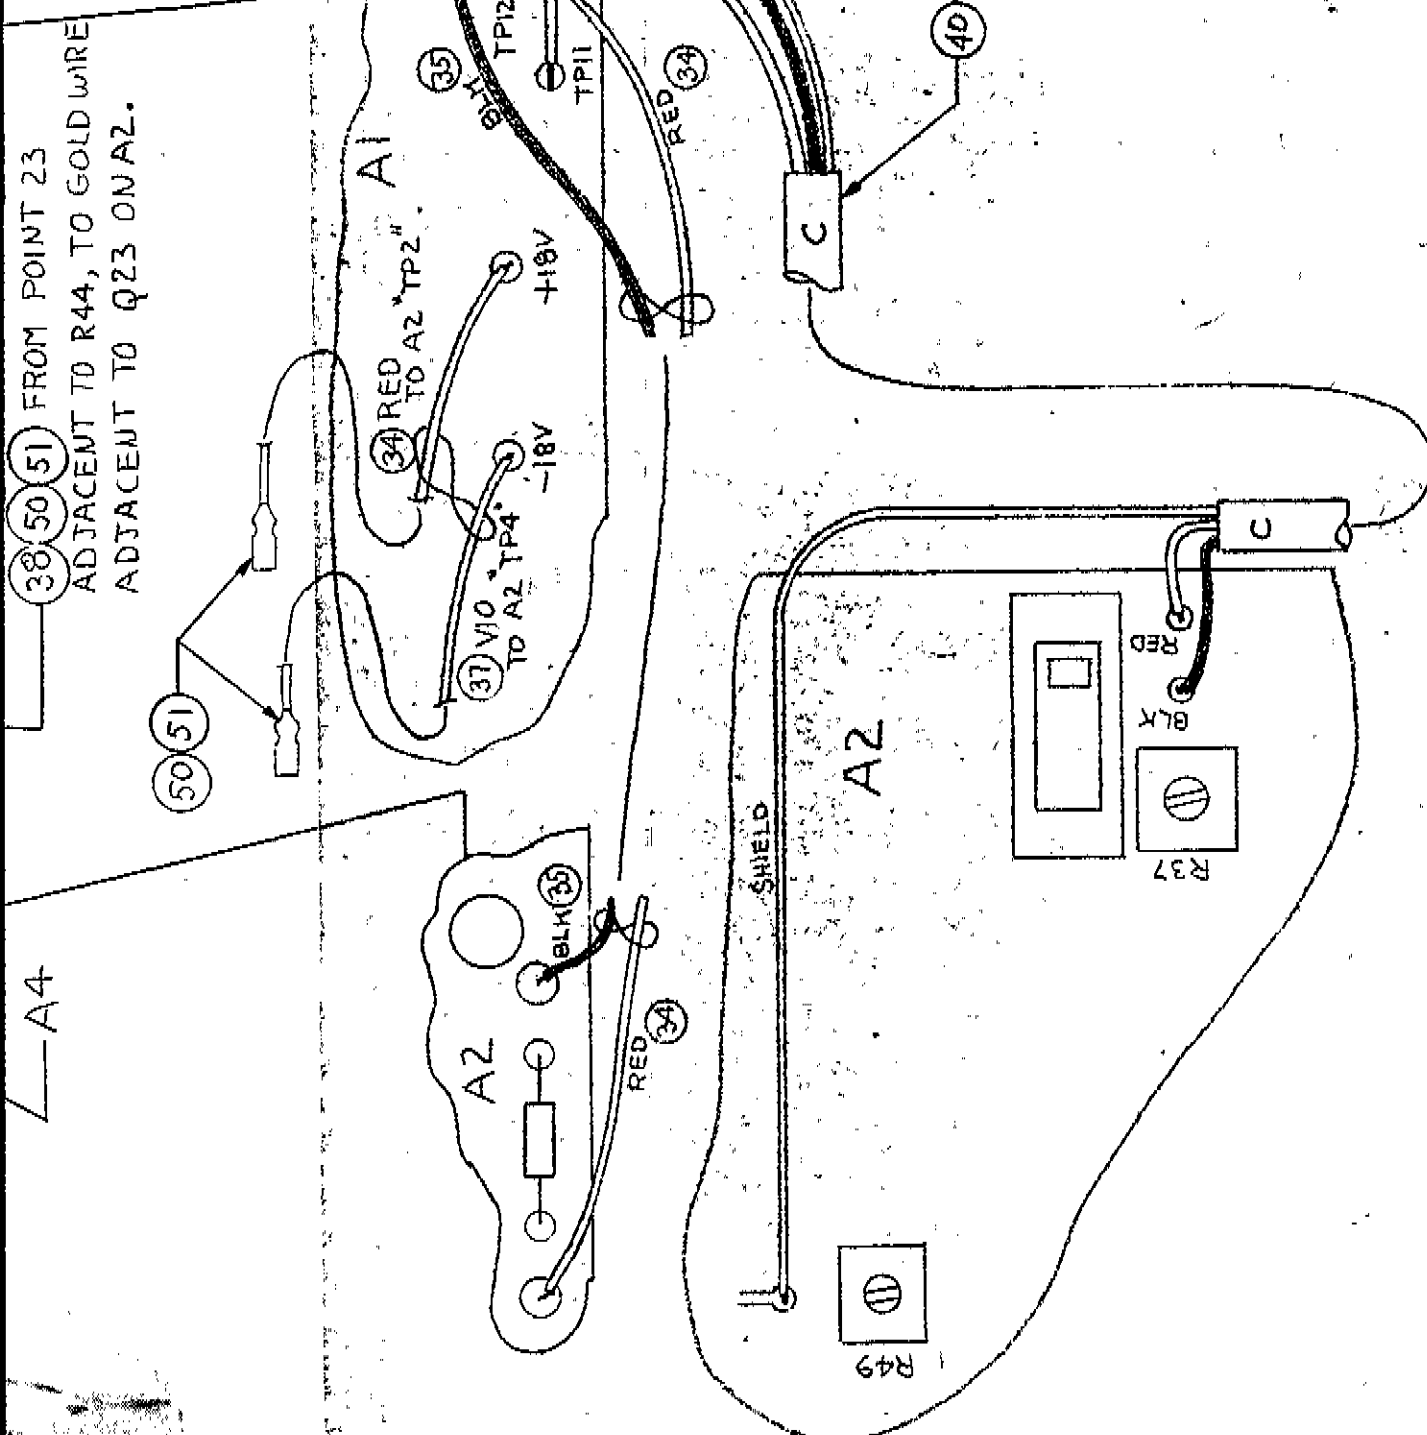 38 50 51 FROM POINT 23
ADJACENT TO R44, TO GOLD WIRE
ADJACENT TO Q23 ON A2.
A4
50 51
A1
35
BLK
TP12
TP11
RED
34
40
C
34 RED
TO A2 "TP2".
+18V
-18V
37 VIO
TO A2 "TP4"
BLK 35
A2
RED 34
SHIELD
A2
C
RED
BLK
R37
R49